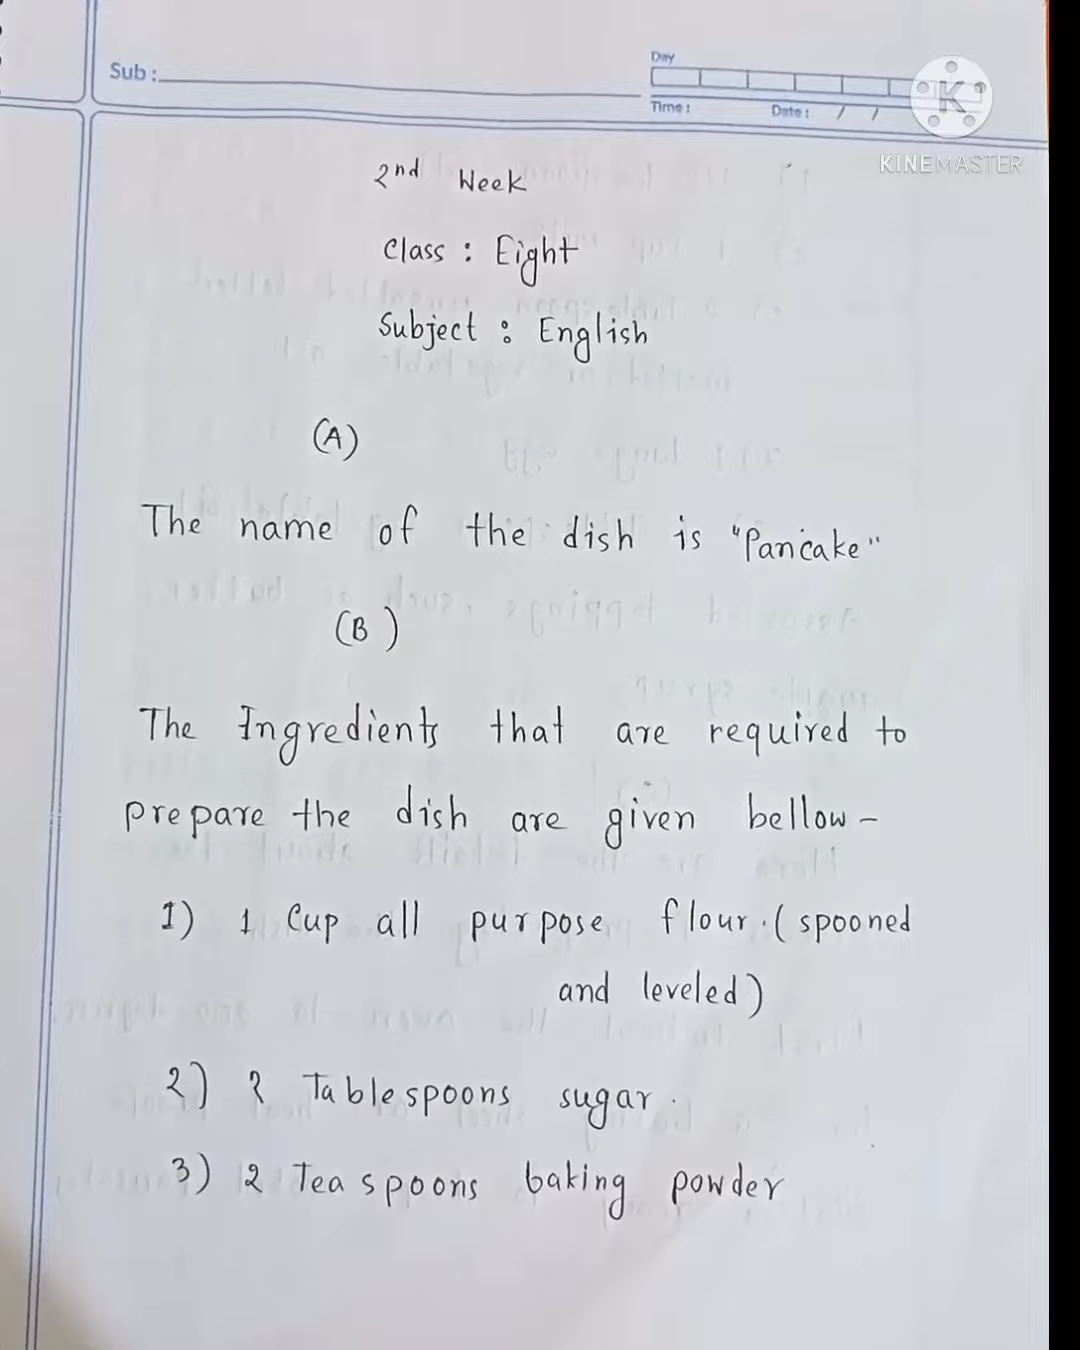 Sub :
Day
Time :
Date : / /
KINEMASTER
2nd Week
Class : Eight
Subject : English
(A)
The name of the dish is "Pancake"
(B)
The Ingredients that are required to
prepare the dish are given bellow -
1) 1 Cup all purpose flour. ( spooned
and leveled )
2) 2 Tablespoons sugar.
3) 2 Teaspoons baking powder